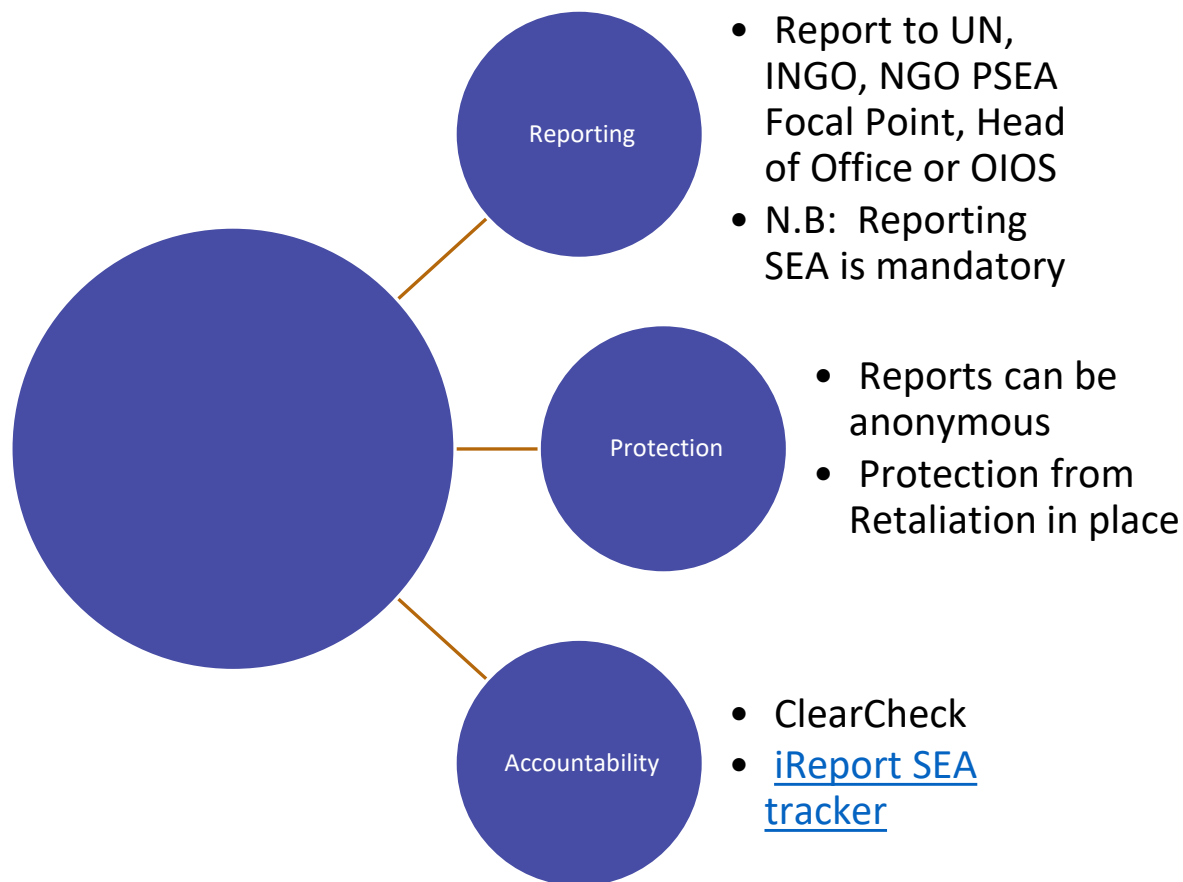 Reporting
• Report to UN,
INGO, NGO PSEA
Focal Point, Head
of Office or OIOS
• N.B: Reporting
SEA is mandatory
Protection
• Reports can be
anonymous
• Protection from
Retaliation in place
Accountability
• ClearCheck
• iReport SEA
tracker